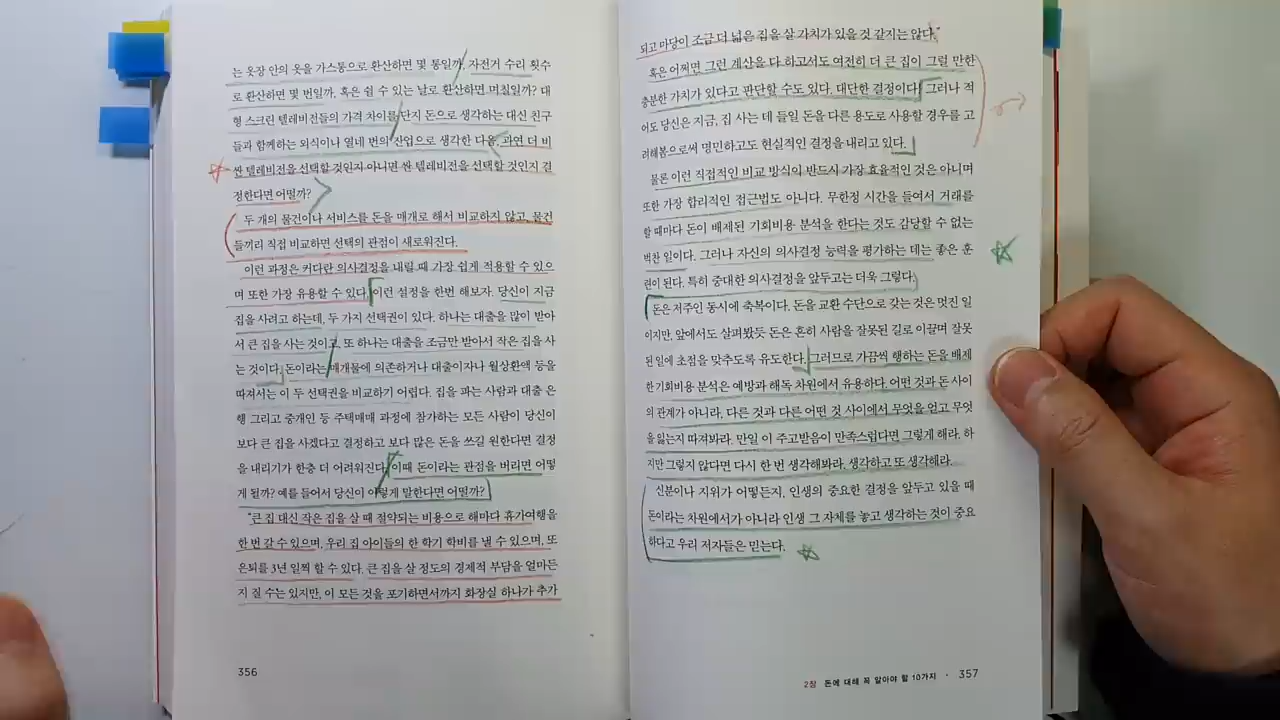 는 옷장 안의 옷을 가스통으로 환산하면 몇 통일까. 자전거 수리 횟수
로 환산하면 몇 번일까, 혹은 쉴 수 있는 날로 환산하면 며칠일까? 대
형 스크린 텔레비전들의 가격 차이를 단지 돈으로 생각하는 대신 친구
들과 함께하는 외식이나 열네 번의 산업으로 생각한 다음, 과연 더 비
싼 텔레비전을 선택할 것인지 아니면 싼 텔레비전을 선택할 것인지 결
정한다면 어떨까?
두 개의 물건이나 서비스를 돈을 매개로 해서 비교하지 않고, 물건
들끼리 직접 비교하면 선택의 관점이 새로워진다.
이런 과정은 커다란 의사결정을 내릴 때 가장 쉽게 적용할 수 있으
며 또한 가장 유용할 수 있다. 이런 설정을 한번 해보자. 당신이 지금
집을 사려고 하는데, 두 가지 선택권이 있다. 하나는 대출을 많이 받아
서 큰 집을 사는 것이고, 또 하나는 대출을 조금만 받아서 작은 집을 사
는 것이다. 돈이라는 매개물에 의존하거나 대출이자나 월상환액 등을
따져서는 이 두 선택권을 비교하기 어렵다. 집을 파는 사람과 대출 은
행 그리고 중개인 등 주택매매 과정에 참가하는 모든 사람이 당신이
보다 큰 집을 사겠다고 결정하고 보다 많은 돈을 쓰길 원한다면 결정
을 내리기가 한층 더 어려워진다. 이때 돈이라는 관점을 버리면 어떻
게 될까? 예를 들어서 당신이 이렇게 말한다면 어떨까?
“큰 집 대신 작은 집을 살 때 절약되는 비용으로 해마다 휴가여행을
한 번 갈 수 있으며, 우리 집 아이들의 한 학기 학비를 낼 수 있으며, 또
은퇴를 3년 일찍 할 수 있다. 큰 집을 살 정도의 경제적 부담을 얼마든
지 질 수는 있지만, 이 모든 것을 포기하면서까지 화장실 하나가 추가
356
되고 마당이 조금 더 넓은 집을 살 가치가 있을 것 같지는 않다.”
혹은 어쩌면 그런 계산을 다 하고서도 여전히 더 큰 집이 그럴 만한
충분한 가치가 있다고 판단할 수도 있다. 대단한 결정이다! 그러나 적
어도 당신은 지금, 집 사는 데 들일 돈을 다른 용도로 사용할 경우를 고
려해봄으로써 명민하고도 현실적인 결정을 내리고 있다.
물론 이런 직접적인 비교 방식이 반드시 가장 효율적인 것은 아니며
또한 가장 합리적인 접근법도 아니다. 무한정 시간을 들여서 거래를
할 때마다 돈이 배제된 기회비용 분석을 한다는 것도 감당할 수 없는
벅찬 일이다. 그러나 자신의 의사결정 능력을 평가하는 데는 좋은 훈
련이 된다. 특히 중대한 의사결정을 앞두고는 더욱 그렇다.
돈은 저주인 동시에 축복이다. 돈을 교환 수단으로 갖는 것은 멋진 일
이지만, 앞에서도 살펴봤듯 돈은 흔히 사람을 잘못된 길로 이끌며 잘못
된 일에 초점을 맞추도록 유도한다. 그러므로 가끔씩 행하는 돈을 배제
한 기회비용 분석은 예방과 해독 차원에서 유용하다. 어떤 것과 돈 사이
의 관계가 아니라, 다른 것과 다른 어떤 것 사이에서 무엇을 얻고 무엇
을 잃는지 따져봐라. 만일 이 주고받음이 만족스럽다면 그렇게 해라. 하
지만 그렇지 않다면 다시 한 번 생각해봐라. 생각하고 또 생각해라.
신분이나 지위가 어떻든지, 인생의 중요한 결정을 앞두고 있을 때
돈이라는 차원에서가 아니라 인생 그 자체를 놓고 생각하는 것이 중요
하다고 우리 저자들은 믿는다.
2장 돈에 대해 꼭 알아야 할 10가지 · 357